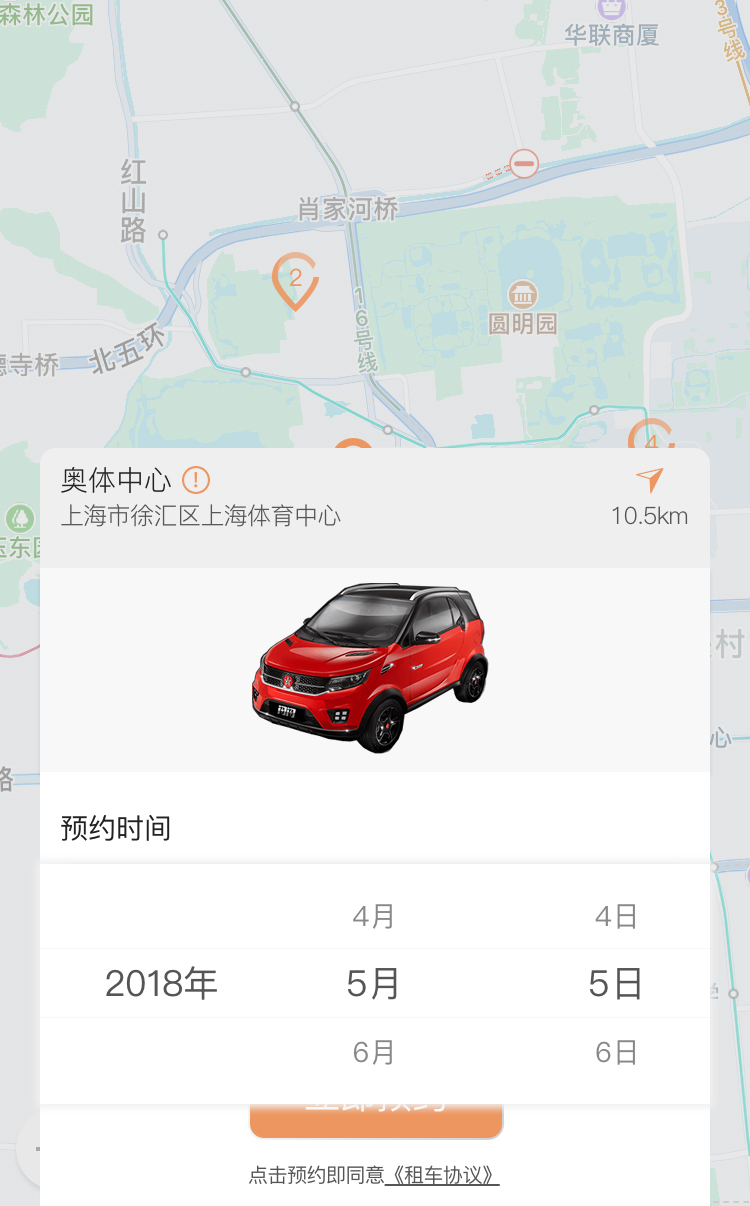 森林公园
华联商厦
3号线
红山路
肖家河桥
2
16号线
圆明园
北五环
德寺桥
4
奥体中心
上海市徐汇区上海体育中心
10.5km
预约时间
4月 4日
2018年 5月 5日
6月 6日
立即预约
点击预约即同意《租车协议》
村
心
路